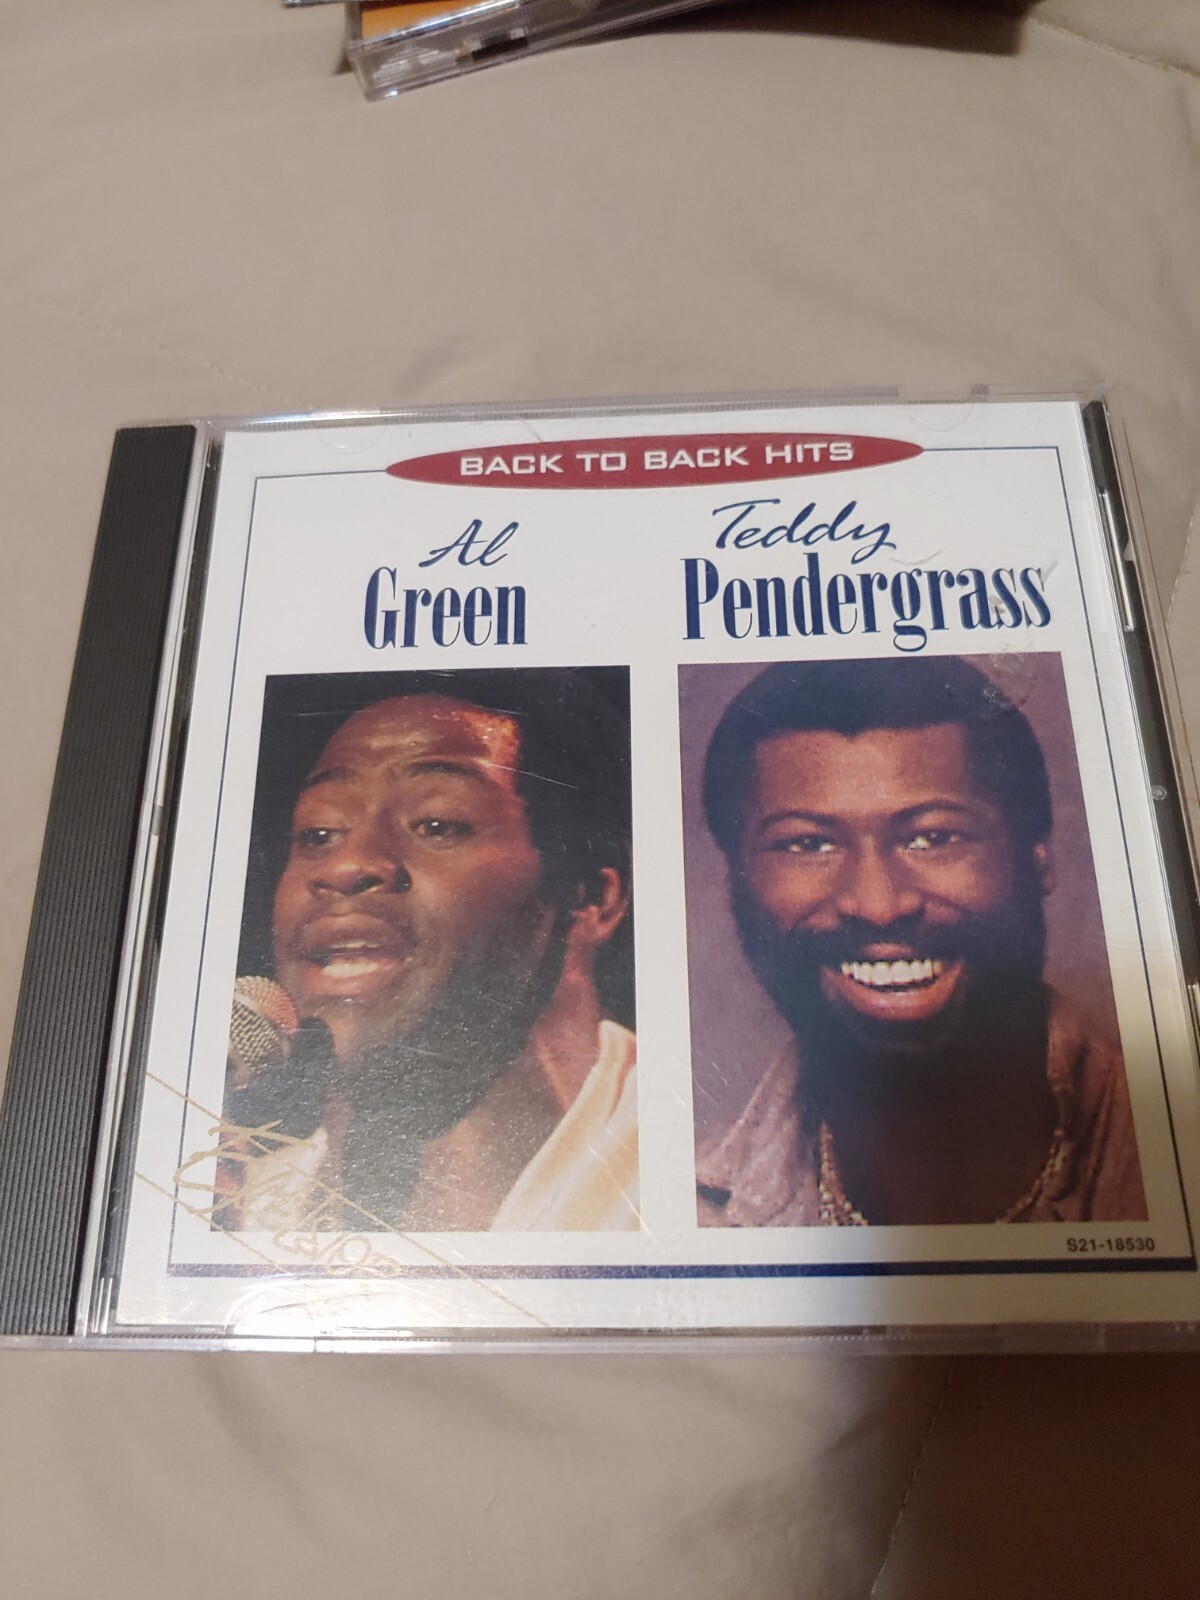 BACK TO BACK HITS
Al
Green
Teddy
Pendergrass
S21-18530